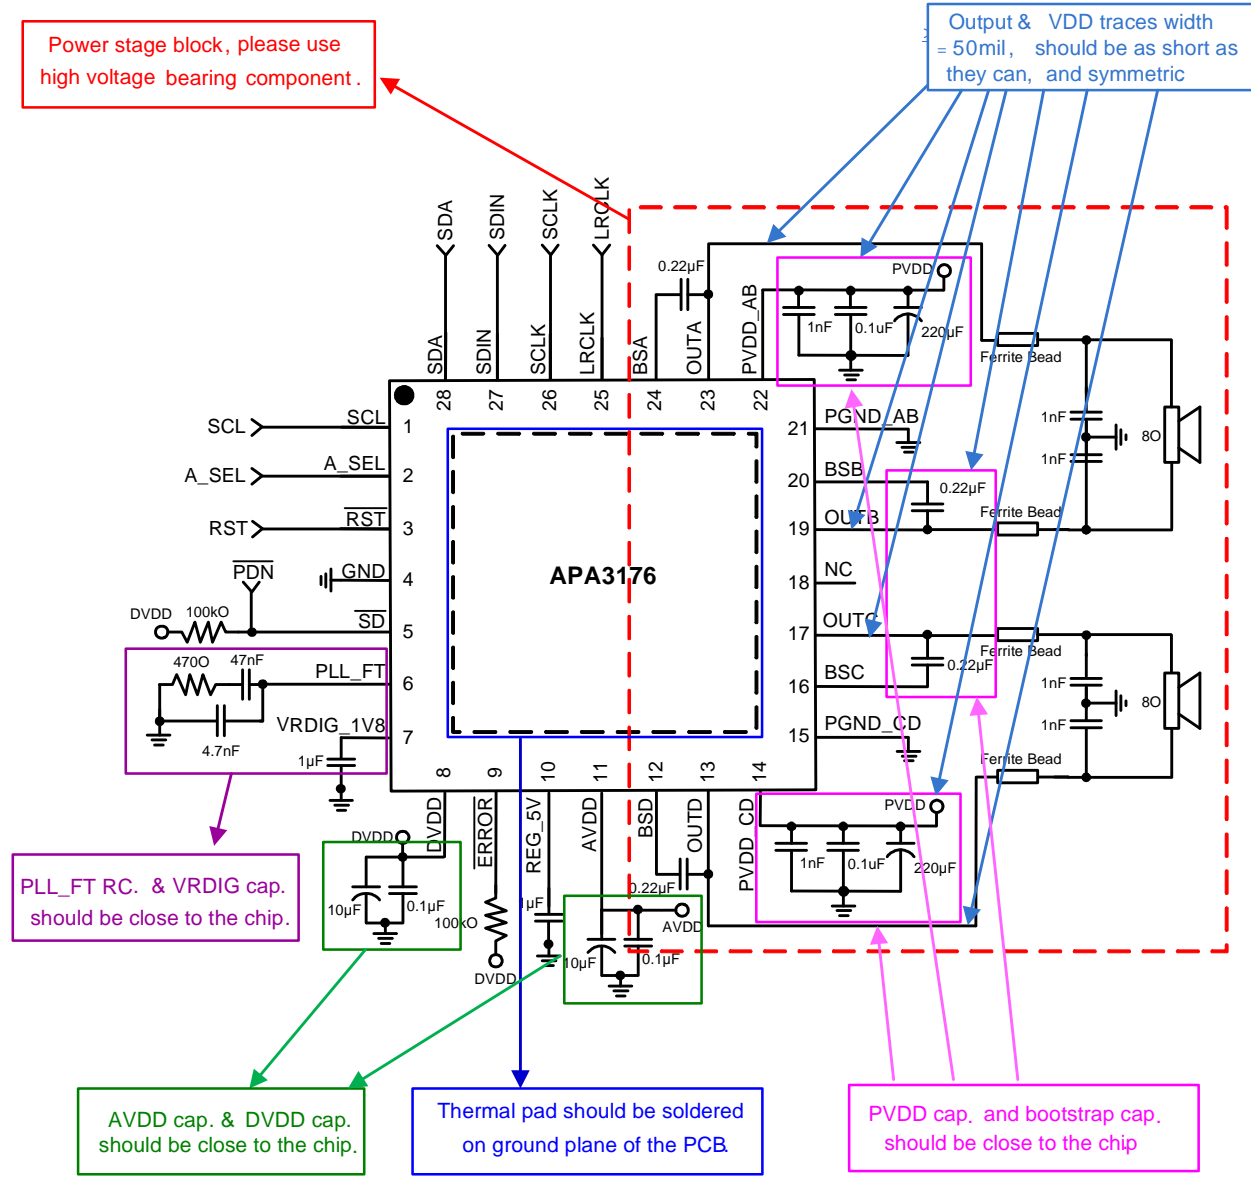 Power stage block, please use
high voltage bearing component.
Output & VDD traces width
= 50mil, should be as short as
they can, and symmetric
SDA
SDIN
SCLK
LRCLK
0.22µF
PVDD
1nF
0.1uF
220µF
SDA
SDIN
SCLK
LRCLK
BSA
OUTA
PVDD_AB
Ferrite Bead
28
27
26
25
24
23
22
SCL
SCL
1
21
PGND_AB
1nF
8O
A_SEL
A_SEL
2
20
BSB
0.22µF
1nF
RST
RST
3
19
OUTB
Ferrite Bead
PDN
GND
4
APA3176
18
NC
DVDD
100kO
SD
5
17
OUTC
Ferrite Bead
470O
47nF
PLL_FT
6
16
BSC
0.22µF
1nF
8O
4.7nF
VRDIG_1V8
7
15
PGND_CD
1nF
1µF
Ferrite Bead
8
9
10
11
12
13
14
DVDD
DVDD
ERROR
REG_5V
AVDD
BSD
OUTD
PVDD_CD
PVDD
1nF
0.1uF
220µF
10µF
0.1µF
100kO
DVDD
1µF
0.22µF
AVDD
10µF
0.1µF
PLL_FT RC. & VRDIG cap.
should be close to the chip.
AVDD cap. & DVDD cap.
should be close to the chip.
Thermal pad should be soldered
on ground plane of the PCB.
PVDD cap. and bootstrap cap.
should be close to the chip